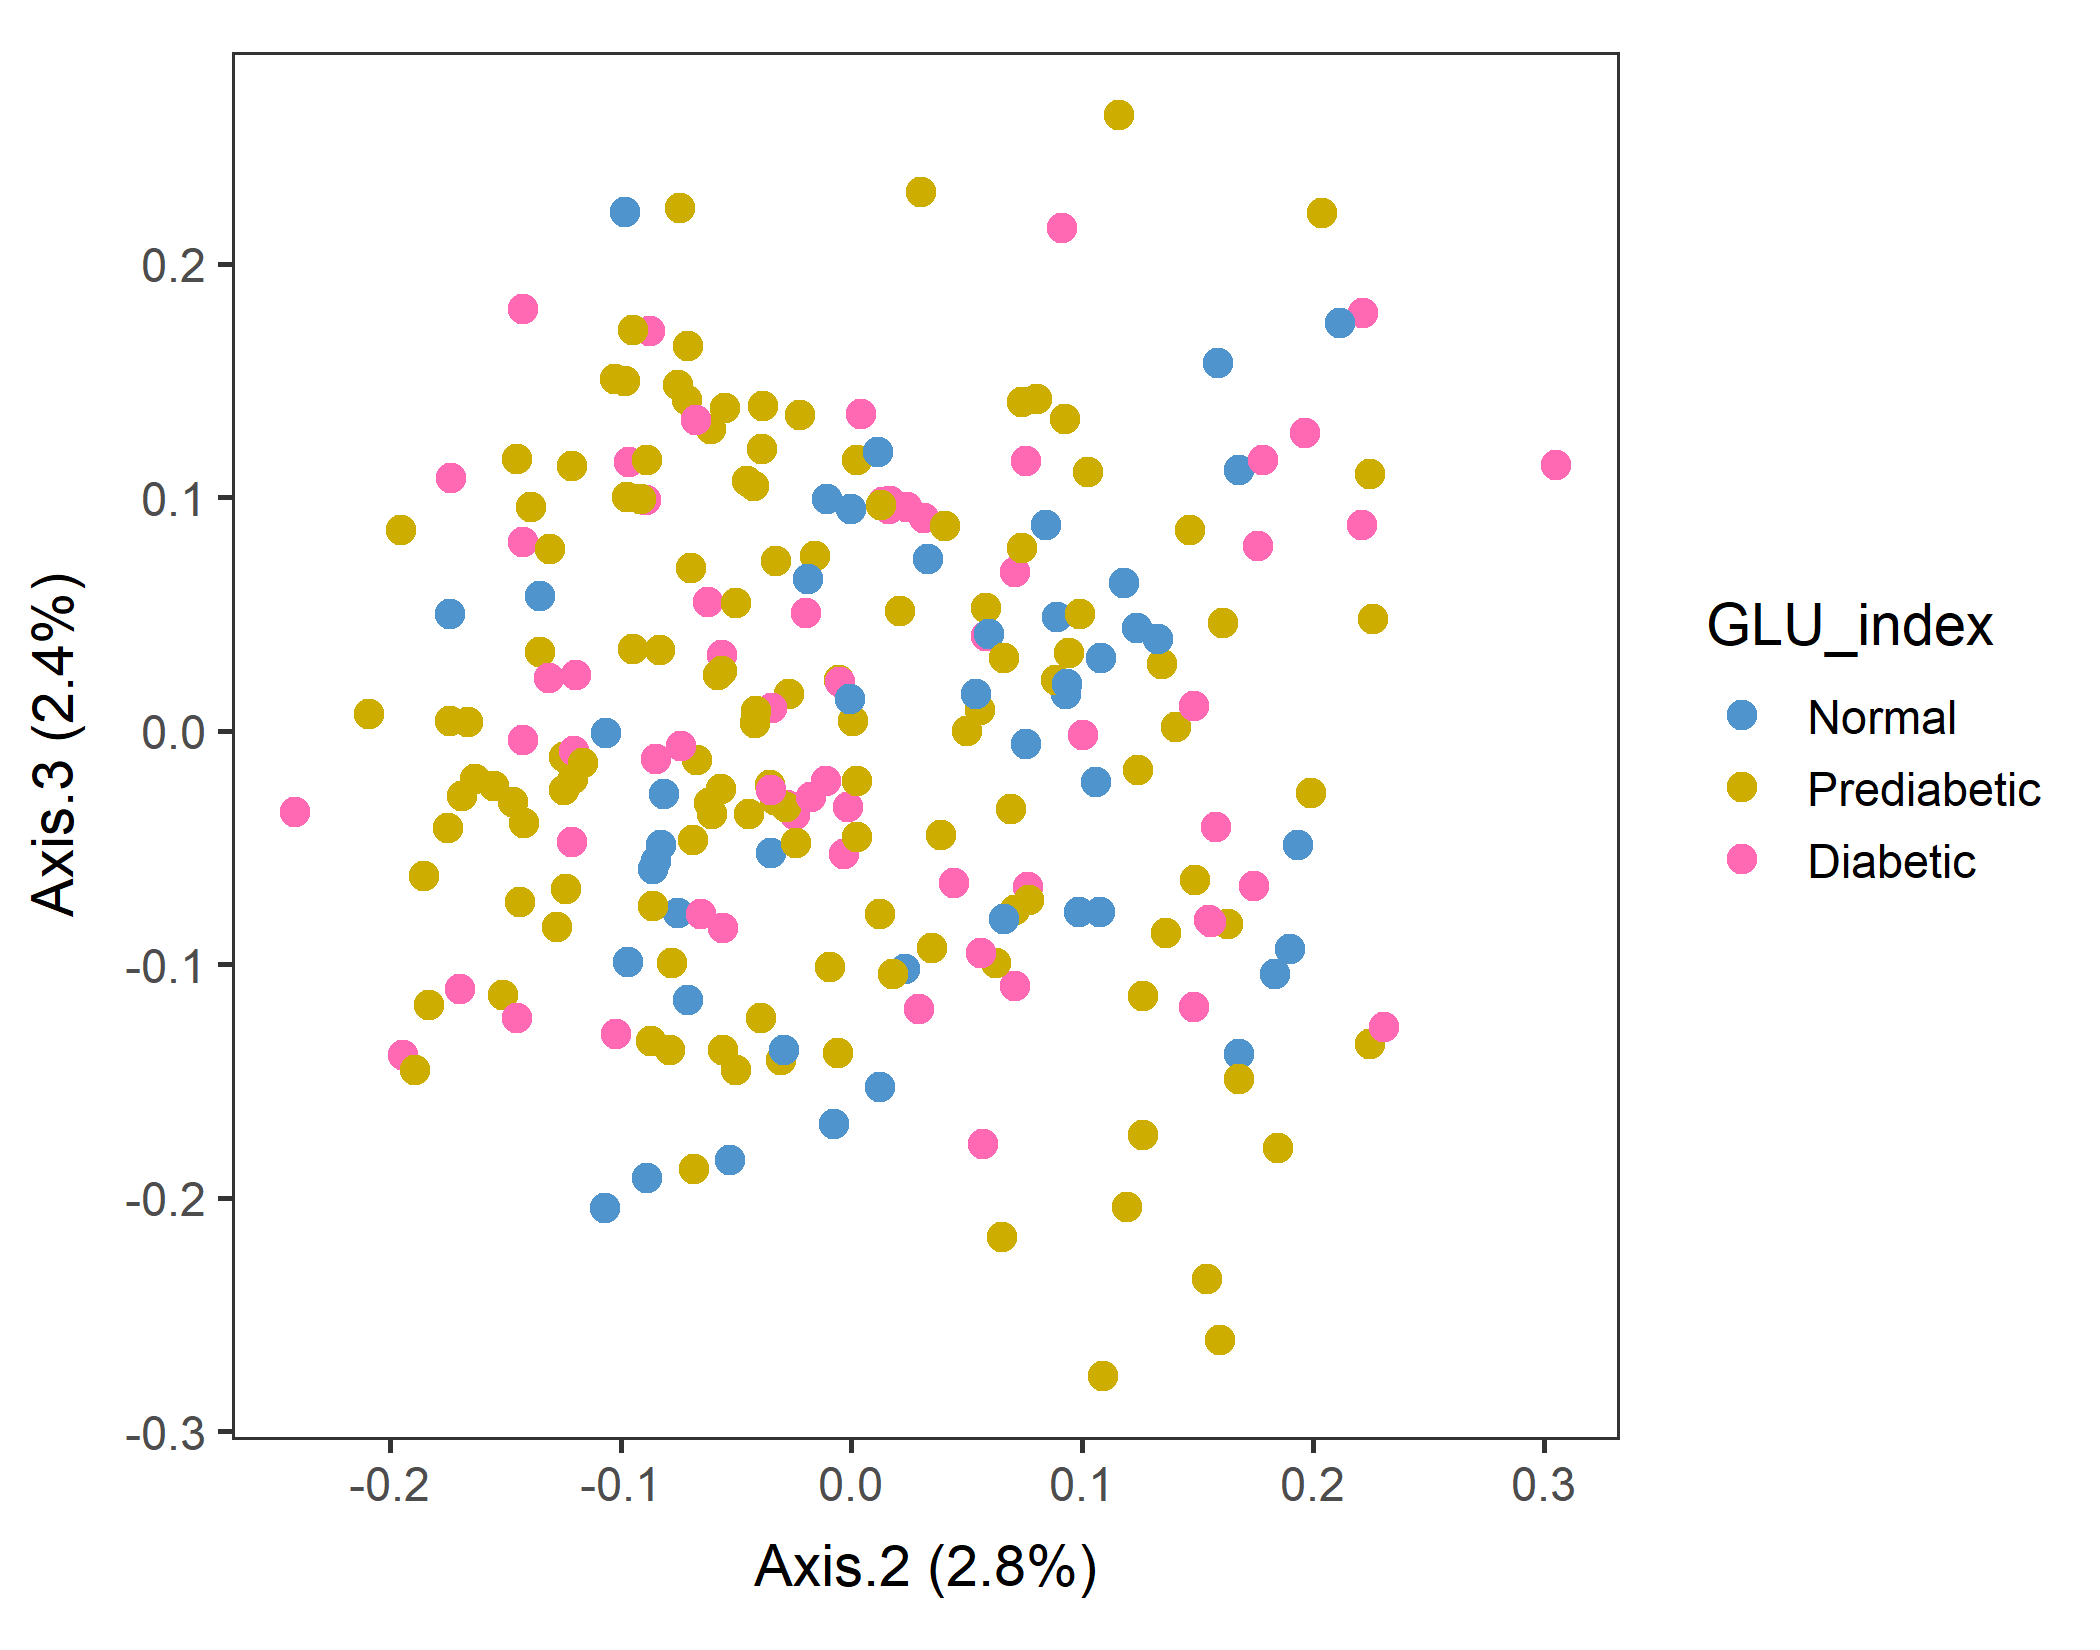 0.2
0.1
0.0
-0.1
-0.2
-0.3
-0.2
-0.1
0.0
0.1
0.2
0.3
Axis.2 (2.8%)
Axis.3 (2.4%)
GLU_index
Normal
Prediabetic
Diabetic